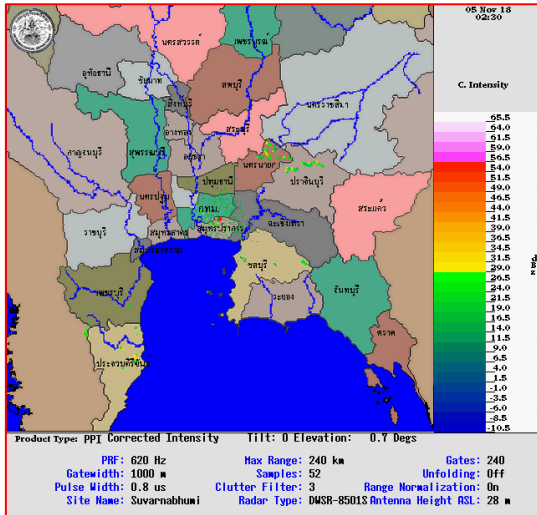 05 Nov 18
02:30
C. Intensity
นครสวรรค์
เพชรบูรณ์
อุทัยธานี
ชัยนาท
ลพบุรี
สิงห์บุรี
นครราชสีมา
อ่างทอง
สระบุรี
สุพรรณบุรี
กาญจนบุรี
อยุธยา
นครนายก
ปราจีนบุรี
ปทุมธานี
นครปฐม
กทม.
สระแก้ว
ราชบุรี
สมุทรสาคร
สมุทรปราการ
ฉะเชิงเทรา
สมุทรสงคราม
ชลบุรี
เพชรบุรี
ระยอง
จันทบุรี
ตราด
ประจวบคีรีขันธ์
65.5
64.0
61.5
59.0
56.5
54.0
51.5
49.0
46.5
44.0
41.5
39.0
36.5
34.0
31.5
29.0
26.5
24.0
21.5
19.0
16.5
14.0
11.5
9.0
6.5
4.0
1.5
-1.0
-3.5
-6.0
-8.5
-10.5
Product Type: PPI Corrected Intensity Tilt: 0 Elevation: 0.7 Degs
PRF: 620 Hz Max Range: 240 km Gates: 240
Gatewidth: 1000 m Samples: 52 Unfolding: Off
Pulse Width: 0.8 us Clutter Filter: 3 Range Normalization: On
Site Name: Suvarnabhumi Radar Type: DWSR-8501S Antenna Height ASL: 28 m